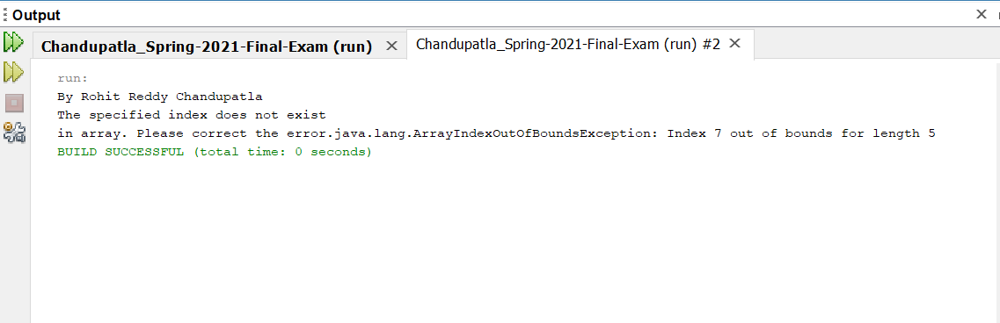 Output
Chandupatla_Spring-2021-Final-Exam (run)
Chandupatla_Spring-2021-Final-Exam (run) #2
run:
By Rohit Reddy Chandupatla
The specified index does not exist
in array. Please correct the error.java.lang.ArrayIndexOutOfBoundsException: Index 7 out of bounds for length 5
BUILD SUCCESSFUL (total time: 0 seconds)